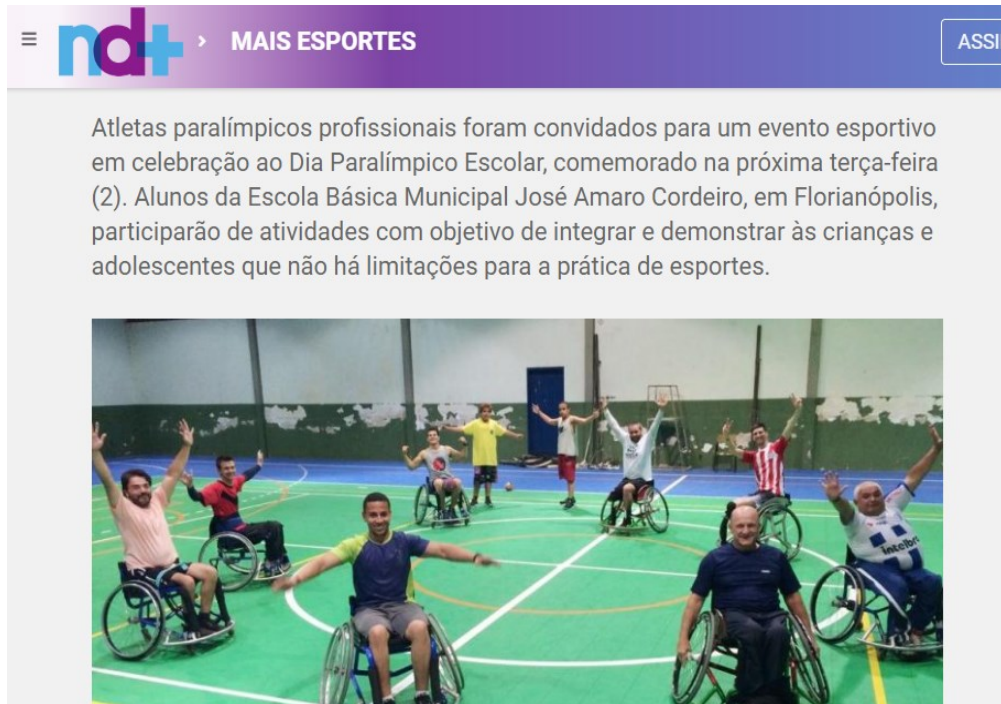 nd+ › MAIS ESPORTES
ASSI
Atletas paralímpicos profissionais foram convidados para um evento esportivo
em celebração ao Dia Paralímpico Escolar, comemorado na próxima terça-feira
(2). Alunos da Escola Básica Municipal José Amaro Cordeiro, em Florianópolis,
participarão de atividades com objetivo de integrar e demonstrar às crianças e
adolescentes que não há limitações para a prática de esportes.
intelbras